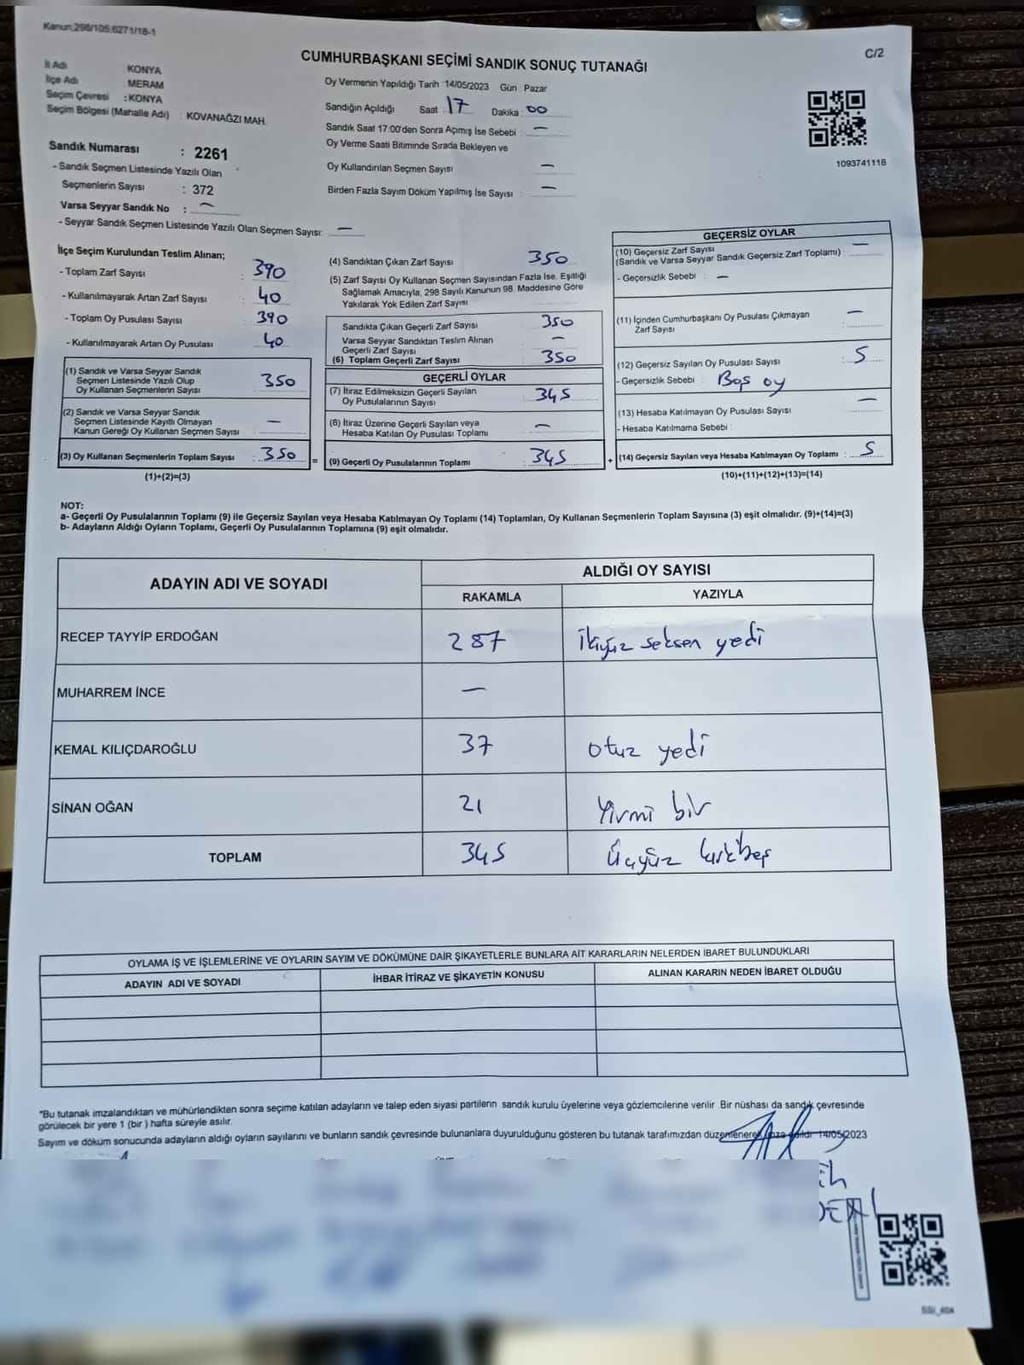 Kanun:298/105;6271/18-1
C/2
CUMHURBAŞKANI SEÇİMİ SANDIK SONUÇ TUTANAĞI
İl Adı KONYA
İlçe Adı MERAM
Seçim Çevresi : KONYA
Seçim Bölgesi (Mahalle Adı) KOVANAĞZI MAH.
Sandık Numarası : 2261
- Sandık Seçmen Listesinde Yazılı Olan
Seçmenlerin Sayısı : 372
Varsa Seyyar Sandık No : —
- Seyyar Sandık Seçmen Listesinde Yazılı Olan Seçmen Sayısı: —
Oy Vermenin Yapıldığı Tarih 14/05/2023 Gün Pazar
Sandığın Açıldığı Saat 17 Dakika 00
Sandık Saat 17:00'den Sonra Açımış İse Sebebi —
Oy Verme Saati Bitiminde Sırada Bekleyen ve
Oy Kullandırılan Seçmen Sayısı —
Birden Fazla Sayım Döküm Yapılmış İse Sayısı —
1093741118
İlçe Seçim Kurulundan Teslim Alınan;
- Toplam Zarf Sayısı : 390
- Kullanılmayarak Artan Zarf Sayısı 40
- Toplam Oy Pusulası Sayısı 390
- Kullanılmayarak Artan Oy Pusulası 40
(1) Sandık ve Varsa Seyyar Sandık
Seçmen Listesinde Yazılı Olup
Oy Kullanan Seçmenlerin Sayısı 350
(2) Sandık ve Varsa Seyyar Sandık
Seçmen Listesinde Kayıtlı Olmayan
Kanun Gereği Oy Kullanan Seçmen Sayısı —
(3) Oy Kullanan Seçmenlerin Toplam Sayısı : 350 =
(1)+(2)=(3)
(4) Sandıktan Çıkan Zarf Sayısı 350
(5) Zarf Sayısı Oy Kullanan Seçmen Sayısından Fazla İse, Eşitliği
Sağlamak Amacıyla, 298 Sayılı Kanunun 98. Maddesine Göre
Yakılarak Yok Edilen Zarf Sayısı
Sandıkta Çıkan Geçerli Zarf Sayısı 350
Varsa Seyyar Sandıktan Teslim Alınan
Geçerli Zarf Sayısı —
(6) Toplam Geçerli Zarf Sayısı 350
GEÇERLİ OYLAR
(7) İtiraz Edilmeksizin Geçerli Sayılan
Oy Pusulalarının Sayısı 345
(8) İtiraz Üzerine Geçerli Sayılan veya
Hesaba Katılan Oy Pusulası Toplamı —
(9) Geçerli Oy Pusulalarının Toplamı 345 +
GEÇERSİZ OYLAR
(10) Geçersiz Zarf Sayısı —
(Sandık ve Varsa Seyyar Sandık Geçersiz Zarf Toplamı)
- Geçersizlik Sebebi : —
(11) İçinden Cumhurbaşkanı Oy Pusulası Çıkmayan
Zarf Sayısı —
(12) Geçersiz Sayılan Oy Pusulası Sayısı 5
- Geçersizlik Sebebi Boş oy
(13) Hesaba Katılmayan Oy Pusulası Sayısı —
- Hesaba Katılmama Sebebi :
(14) Geçersiz Sayılan veya Hesaba Katılmayan Oy Toplamı : 5
(10)+(11)+(12)+(13)=(14)
NOT:
a- Geçerli Oy Pusulalarının Toplamı (9) ile Geçersiz Sayılan veya Hesaba Katılmayan Oy Toplamı (14) Toplamları, Oy Kullanan Seçmenlerin Toplam Sayısına (3) eşit olmalıdır. (9)+(14)=(3)
b- Adayların Aldığı Oyların Toplamı, Geçerli Oy Pusulalarının Toplamına (9) eşit olmalıdır.
ADAYIN ADI VE SOYADI ALDIĞI OY SAYISI
RAKAMLA YAZIYLA
RECEP TAYYİP ERDOĞAN 287 ikiyüz seksen yedi
MUHARREM İNCE —
KEMAL KILIÇDAROĞLU 37 otuz yedi
SİNAN OĞAN 21 yirmi bir
TOPLAM 345 üçyüz kırkbeş
OYLAMA İŞ VE İŞLEMLERİNE VE OYLARIN SAYIM VE DÖKÜMÜNE DAİR ŞİKAYETLERLE BUNLARA AİT KARARLARIN NELERDEN İBARET BULUNDUKLARI
ADAYIN ADI VE SOYADI İHBAR İTİRAZ VE ŞİKAYETİN KONUSU ALINAN KARARIN NEDEN İBARET OLDUĞU
"Bu tutanak imzalandıktan ve mühürlendikten sonra seçime katılan adayların ve talep eden siyasi partilerin sandık kurulu üyelerine veya gözlemcilerine verilir. Bir nüshası da sandık çevresinde
görülecek bir yere 1 (bir) hafta süreyle asılır.
Sayım ve döküm sonucunda adayların aldığı oyların sayılarını ve bunların sandık çevresinde bulunanlara duyurulduğunu gösteren bu tutanak tarafımızdan düzenlenerek imza edildi 14/05/2023